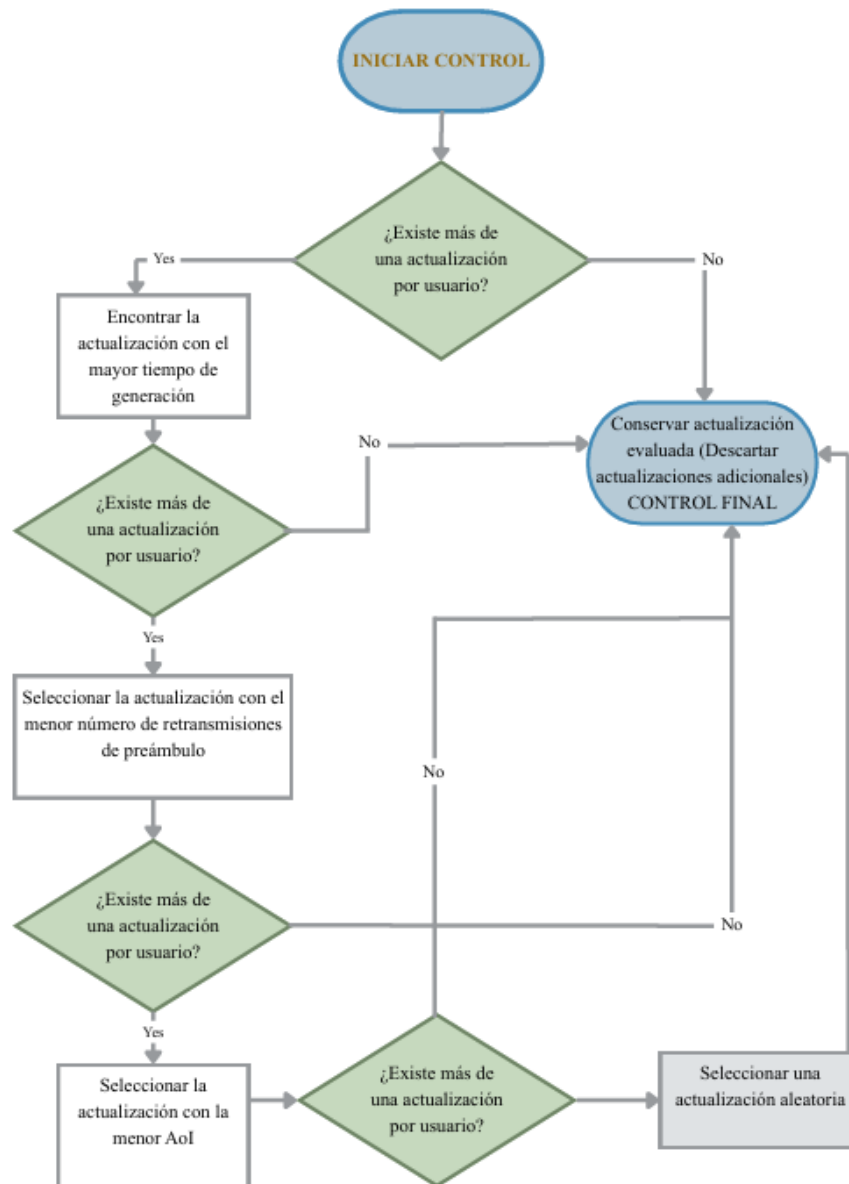 INICIAR CONTROL
¿Existe más de
una actualización
por usuario?
Yes
No
Encontrar la
actualización con el
mayor tiempo de
generación
Conservar actualización
evaluada (Descartar
actualizaciones adicionales)
CONTROL FINAL
No
¿Existe más de
una actualización
por usuario?
Yes
Seleccionar la actualización con el
menor número de retransmisiones
de preámbulo
No
¿Existe más de
una actualización
por usuario?
No
Yes
Seleccionar la
actualización con la
menor AoI
¿Existe más de
una actualización
por usuario?
Seleccionar una
actualización aleatoria